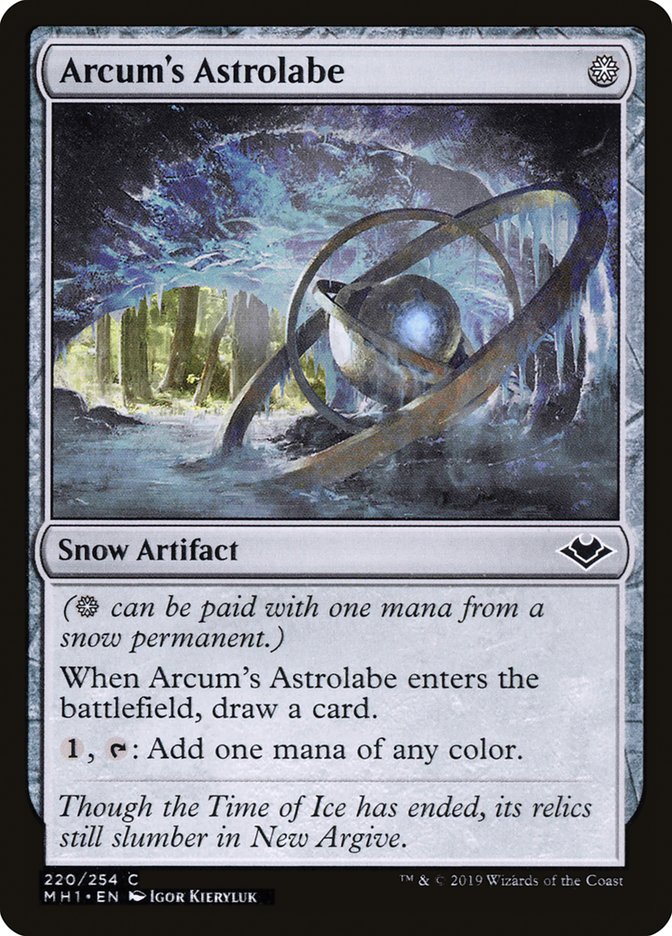 Arcum's Astrolabe
Snow Artifact
( can be paid with one mana from a
snow permanent.)
When Arcum's Astrolabe enters the
battlefield, draw a card.
1, : Add one mana of any color.
Though the Time of Ice has ended, its relics
still slumber in New Argive.
220/254 C
MH1 • EN Igor Kieryluk
™ & © 2019 Wizards of the Coast